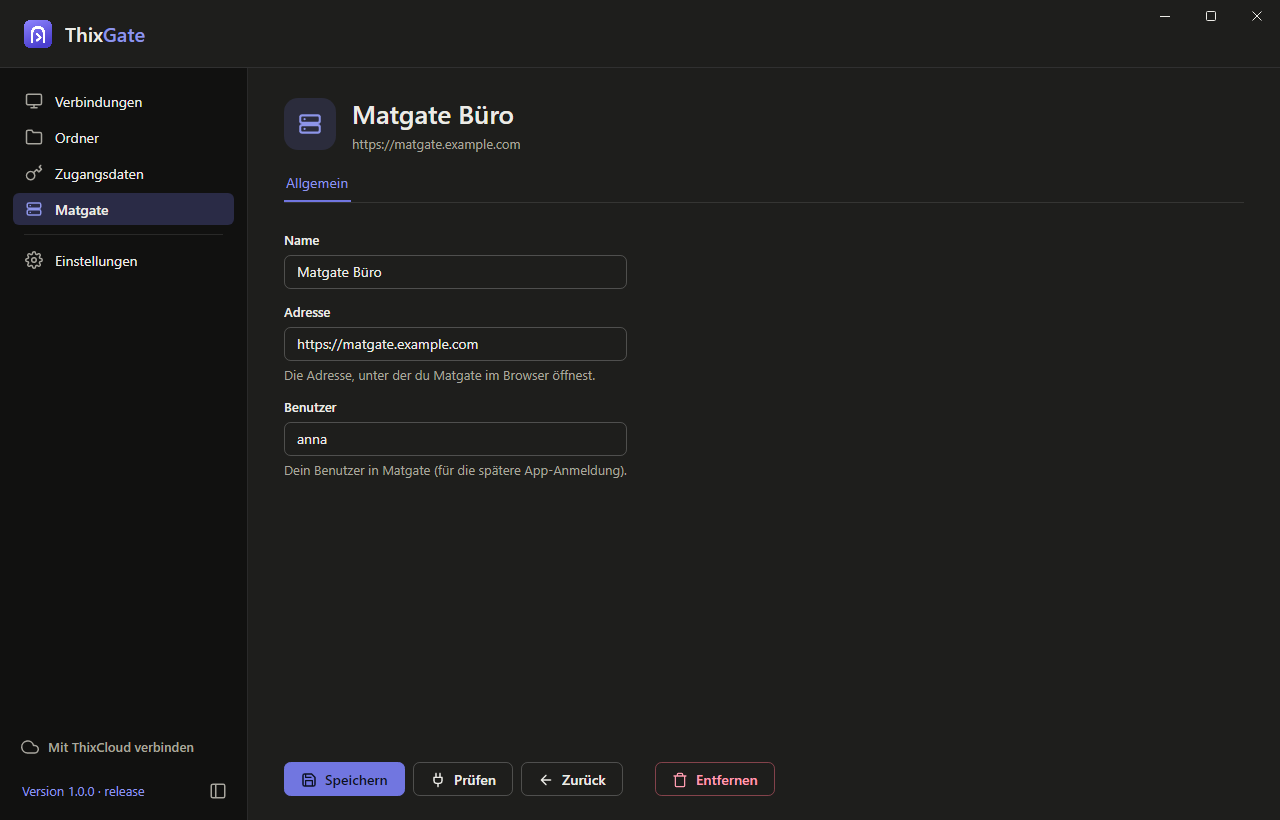 ThixGate
Verbindungen
Ordner
Zugangsdaten
Matgate
Einstellungen
Mit ThixCloud verbinden
Version 1.0.0 · release
Matgate Büro
https://matgate.example.com
Allgemein
Name
Matgate Büro
Adresse
https://matgate.example.com
Die Adresse, unter der du Matgate im Browser öffnest.
Benutzer
anna
Dein Benutzer in Matgate (für die spätere App-Anmeldung).
Speichern
Prüfen
Zurück
Entfernen